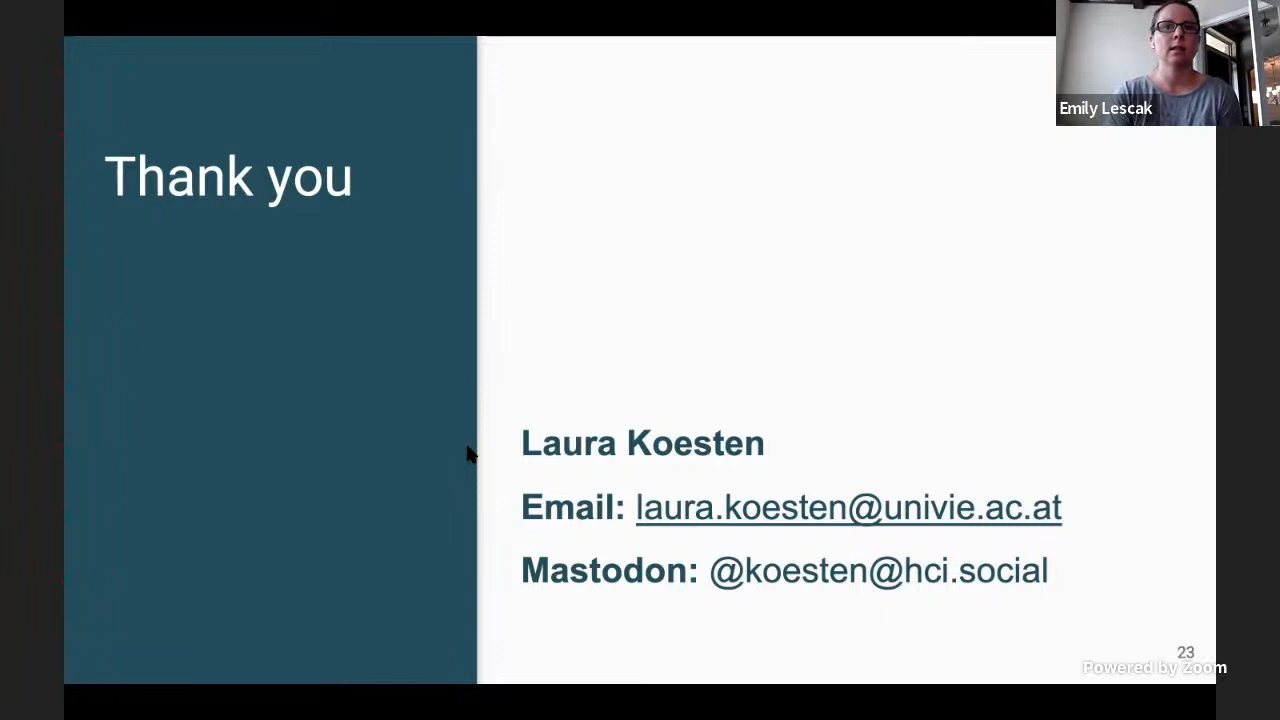 Thank you
Emily Lescak
Laura Koesten
Email: laura.koesten@univie.ac.at
Mastodon: @koesten@hci.social
23
Powered by Zoom